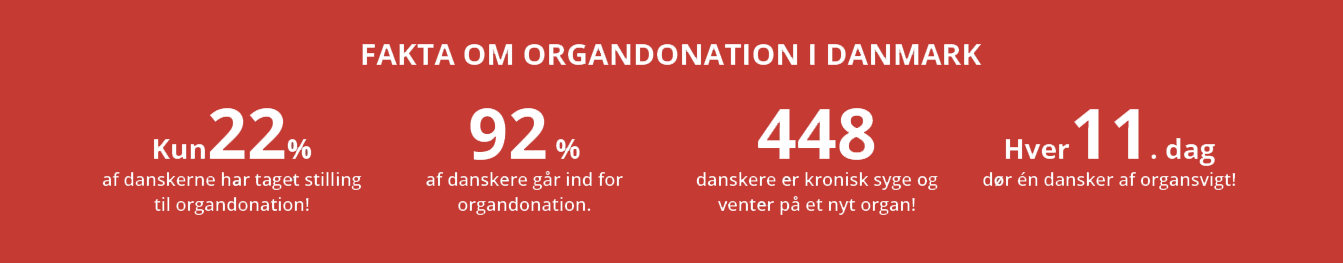 FAKTA OM ORGANDONATION I DANMARK
Kun 22%
af danskerne har taget stilling
til organdonation!
92 %
af danskere går ind for
organdonation.
448
danskere er kronisk syge og
venter på et nyt organ!
Hver 11. dag
dør én dansker af organsvigt!